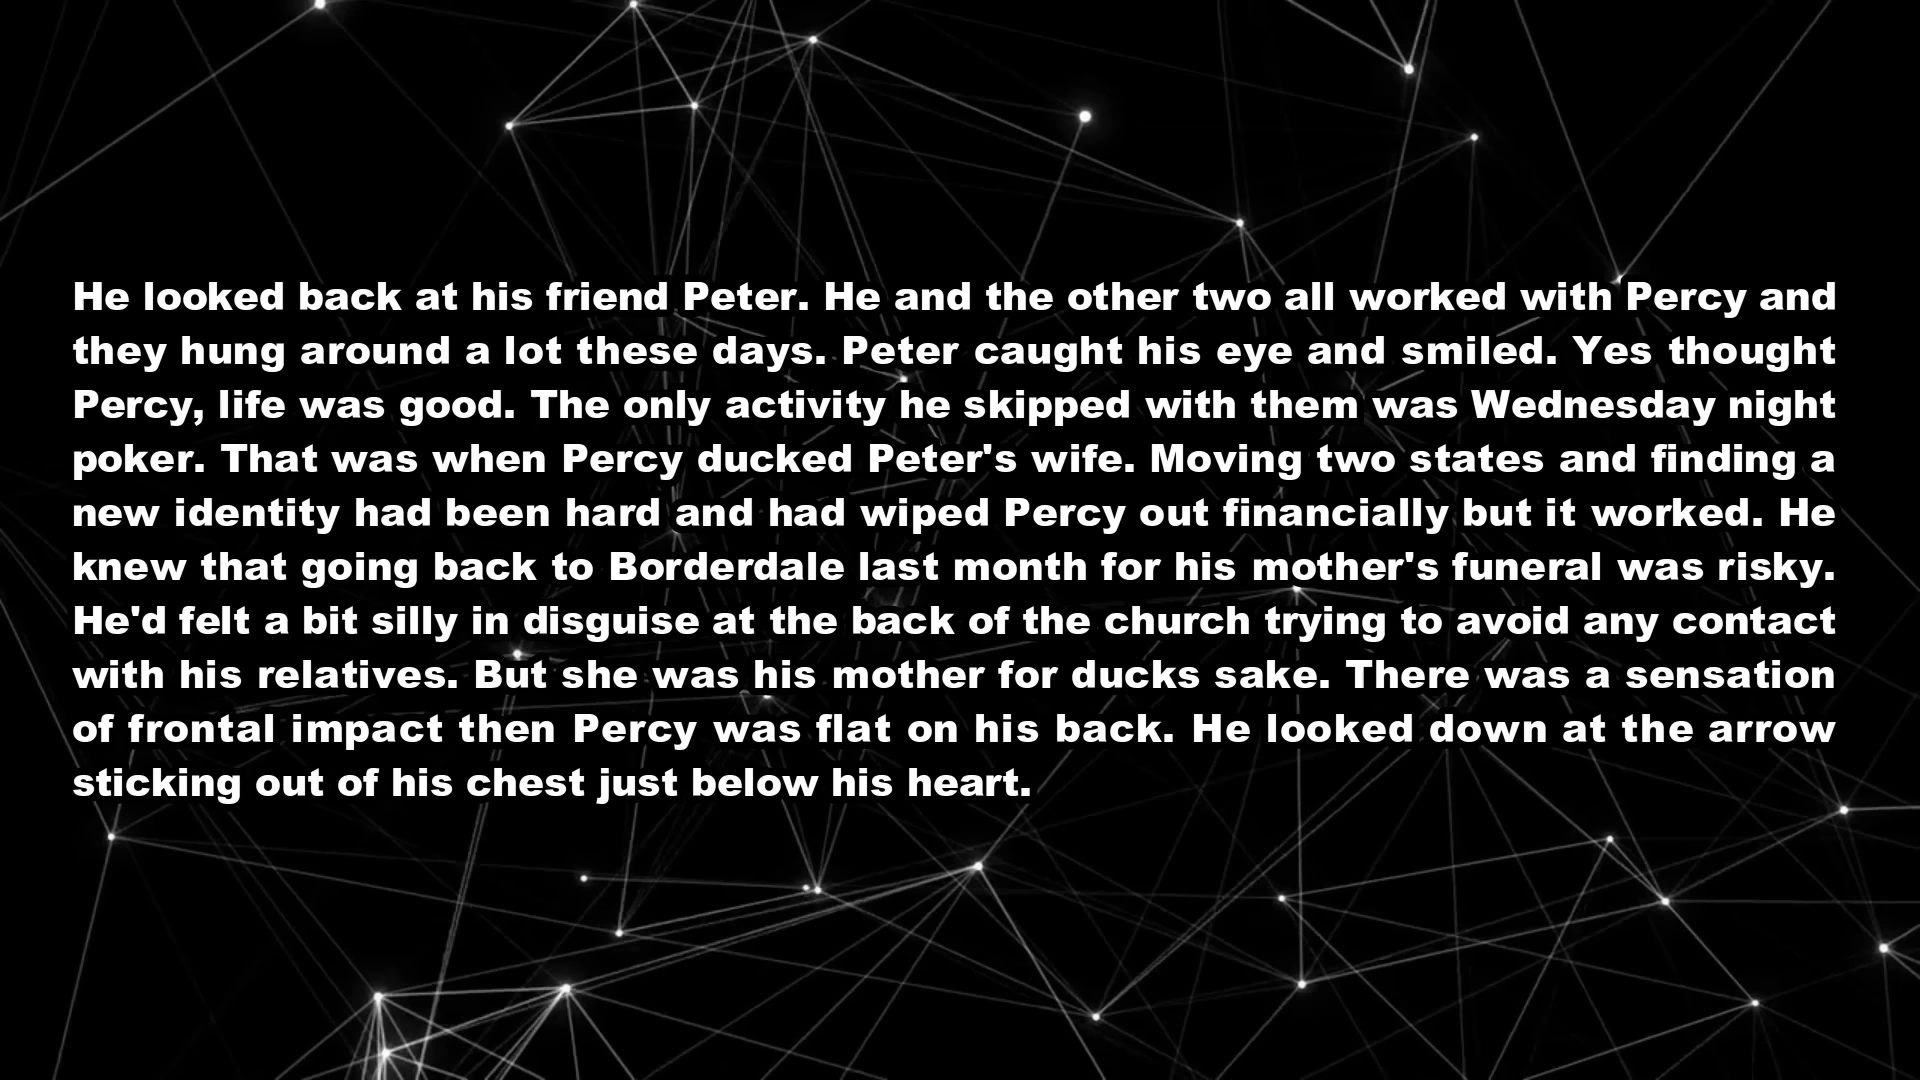 He looked back at his friend Peter. He and the other two all worked with Percy and
they hung around a lot these days. Peter caught his eye and smiled. Yes thought
Percy, life was good. The only activity he skipped with them was Wednesday night
poker. That was when Percy ducked Peter's wife. Moving two states and finding a
new identity had been hard and had wiped Percy out financially but it worked. He
knew that going back to Borderdale last month for his mother's funeral was risky.
He'd felt a bit silly in disguise at the back of the church trying to avoid any contact
with his relatives. But she was his mother for ducks sake. There was a sensation
of frontal impact then Percy was flat on his back. He looked down at the arrow
sticking out of his chest just below his heart.